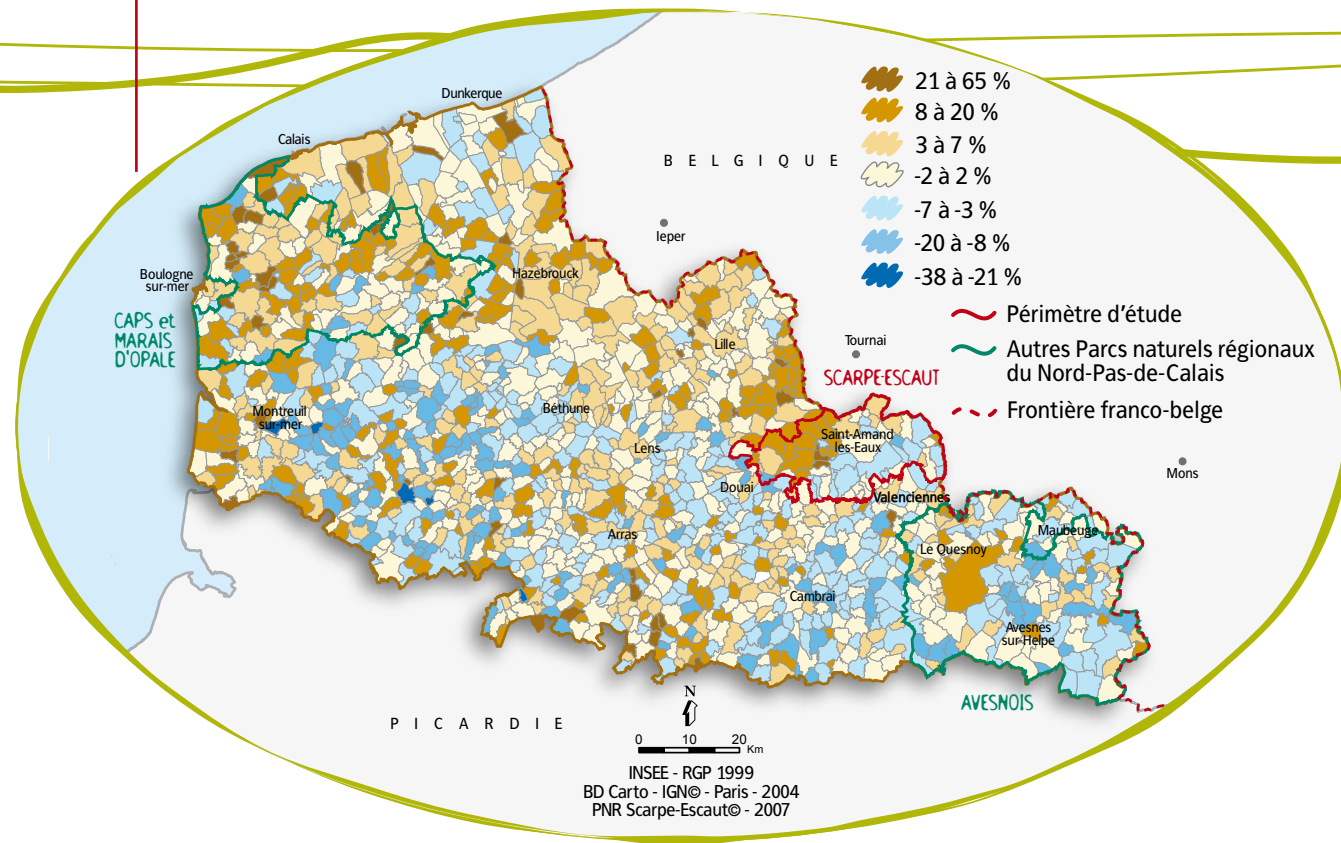 Dunkerque
Calais
21 à 65 %
8 à 20 %
3 à 7 %
-2 à 2 %
-7 à -3 %
-20 à -8 %
-38 à -21 %
Périmètre d'étude
Autres Parcs naturels régionaux
du Nord-Pas-de-Calais
Frontière franco-belge
BELGIQUE
Ieper
Boulogne
sur-mer
Hazebrouck
CAPS et
MARAIS
D'OPALE
Lille
Tournai
SCARPE-ESCAUT
Montreuil
sur-mer
Béthune
Saint-Amand
les-Eaux
Lens
Mons
Douai
Valenciennes
Arras
Maubeuge
Le Quesnoy
Cambrai
Avesnes
sur-Helpe
AVESNOIS
PICARDIE
N
0 10 20
Km
INSEE - RGP 1999
BD Carto - IGN© - Paris - 2004
PNR Scarpe-Escaut© - 2007